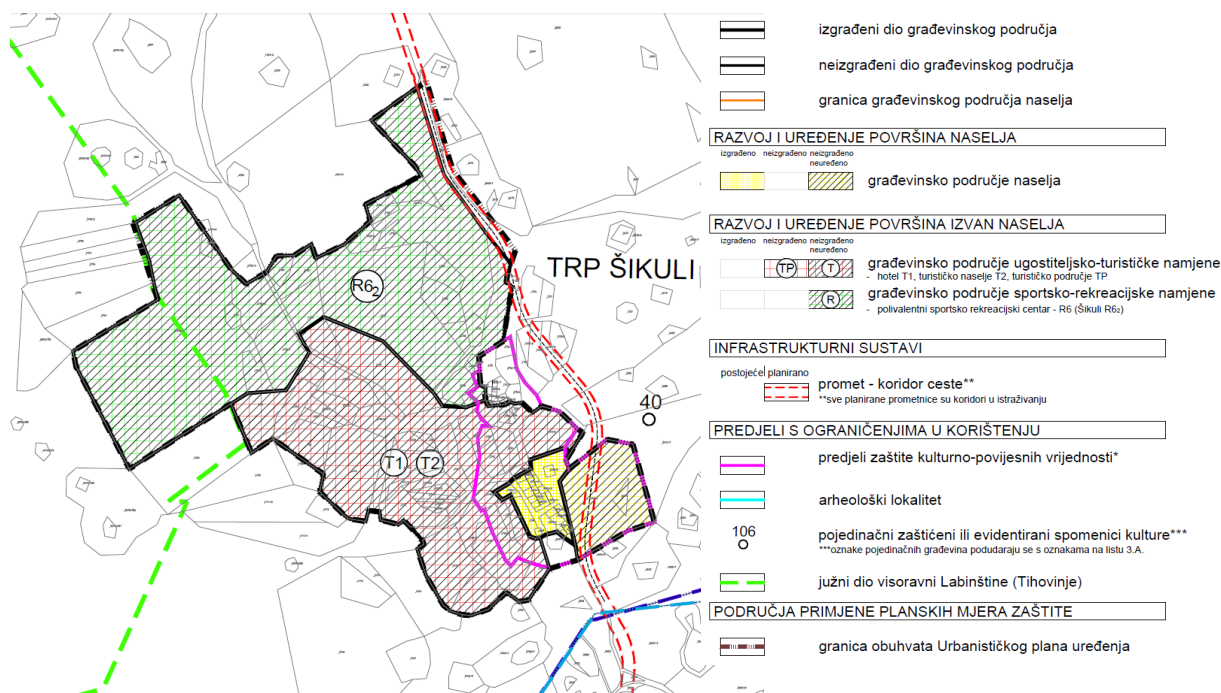 R6₂
TRP ŠIKULI
T1
T2
40
izgrađeni dio građevinskog područja
neizgrađeni dio građevinskog područja
granica građevinskog područja naselja
RAZVOJ I UREĐENJE POVRŠINA NASELJA
izgrađeno neizgrađeno neizgrađeno
neuređeno
građevinsko područje naselja
RAZVOJ I UREĐENJE POVRŠINA IZVAN NASELJA
izgrađeno neizgrađeno neizgrađeno
neuređeno
TP T građevinsko područje ugostiteljsko-turističke namjene
- hotel T1, turističko naselje T2, turističko područje TP
R građevinsko područje sportsko-rekreacijske namjene
- polivalentni sportsko rekreacijski centar - R6 (Šikuli R6₂)
INFRASTRUKTURNI SUSTAVI
postojeće planirano
promet - koridor ceste**
**sve planirane prometnice su koridori u istraživanju
PREDJELI S OGRANIČENJIMA U KORIŠTENJU
predjeli zaštite kulturno-povijesnih vrijednosti*
arheološki lokalitet
106
pojedinačni zaštićeni ili evidentirani spomenici kulture***
***oznake pojedinačnih građevina podudaraju se s oznakama na listu 3.A.
južni dio visoravni Labinštine (Tihovinje)
PODRUČJA PRIMJENE PLANSKIH MJERA ZAŠTITE
granica obuhvata Urbanističkog plana uređenja